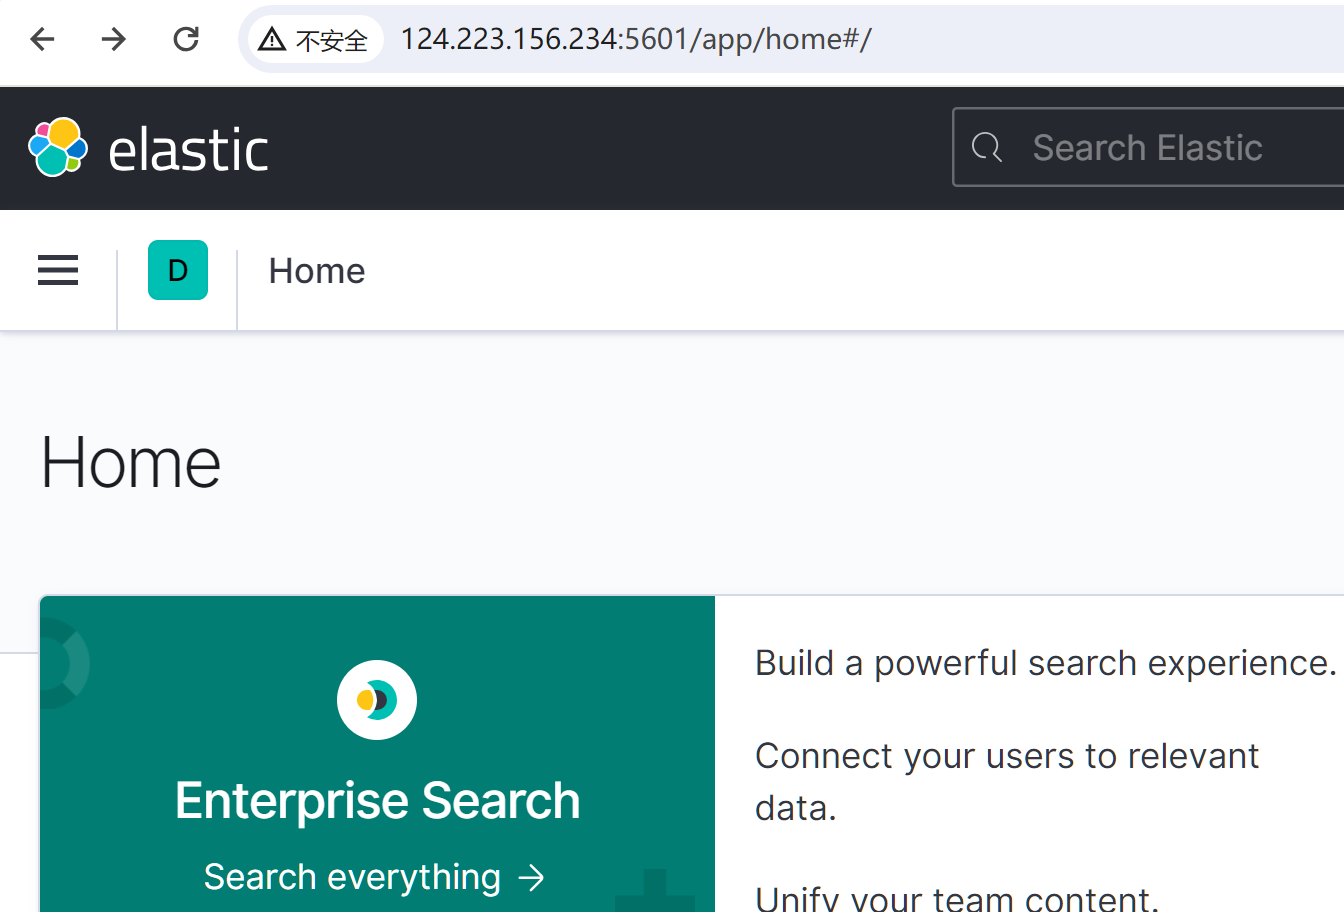 不安全 124.223.156.234:5601/app/home#/
elastic
Search Elastic
D
Home
Home
Enterprise Search
Search everything →
Build a powerful search experience.
Connect your users to relevant
data.
Unify your team content.